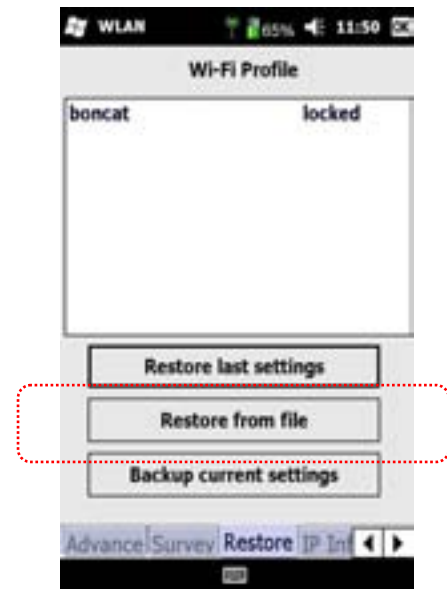 WLAN 65% 11:50 OK
Wi-Fi Profile
boncat locked
Restore last settings
Restore from file
Backup current settings
Advance Survey Restore IP Inf